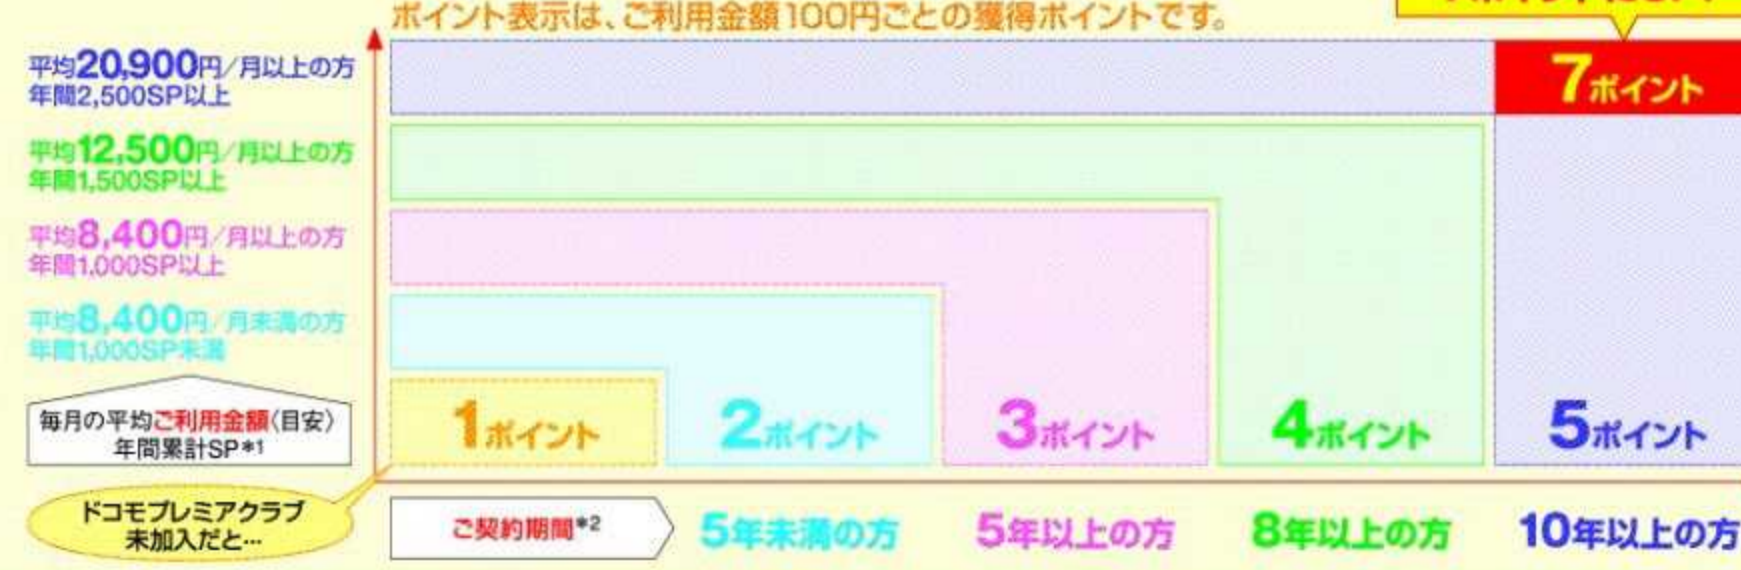 ポイント表示は、ご利用金額100円ごとの獲得ポイントです。
平均20,900円/月以上の方
年間2,500SP以上
7ポイント
平均12,500円/月以上の方
年間1,500SP以上
平均8,400円/月以上の方
年間1,000SP以上
平均8,400円/月未満の方
年間1,000SP未満
毎月の平均ご利用金額(目安)
年間累計SP*1
1ポイント
2ポイント
3ポイント
4ポイント
5ポイント
ドコモプレミアクラブ
未加入だと…
ご契約期間*2
5年未満の方
5年以上の方
8年以上の方
10年以上の方